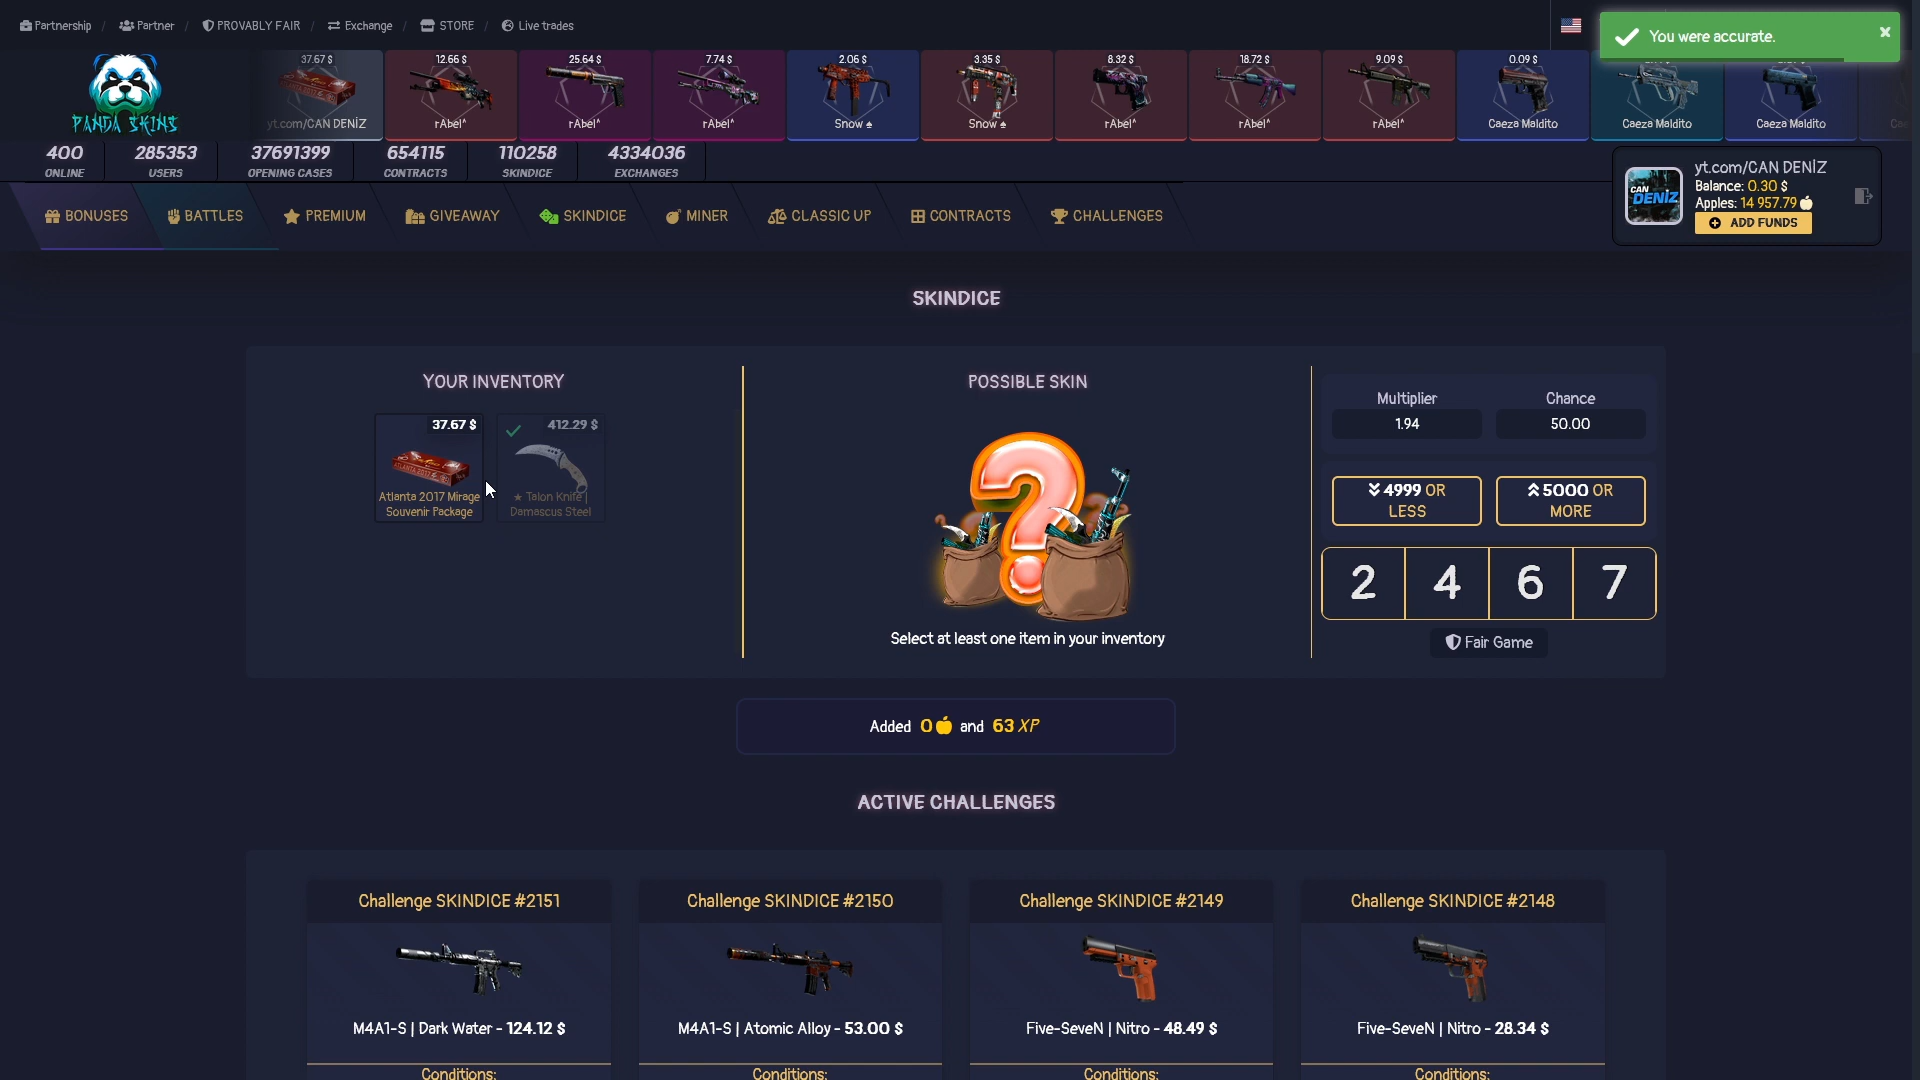 Partnership / Partner / PROVABLY FAIR / Exchange / STORE / Live trades
You were accurate.
37.67 $ 12.66 $ 25.64 $ 7.74 $ 2.06 $ 3.35 $ 8.32 $ 18.72 $ 9.09 $ 0.09 $
yt.com/CAN DENİZ rAbel^ rAbel^ rAbel^ Snow ♠ Snow ♠ rAbel^ rAbel^ rAbel^ Caeza Maldito Caeza Maldito Caeza Maldito
PANDA SKINS
400 285353 37691399 654115 110258 4334036
ONLINE USERS OPENING CASES CONTRACTS SKINDICE EXCHANGES
yt.com/CAN DENİZ
Balance: 0.30 $
Apples: 14 957.79
ADD FUNDS
CAN
DENİZ
BONUSES BATTLES PREMIUM GIVEAWAY SKINDICE MINER CLASSIC UP CONTRACTS CHALLENGES
SKINDICE
YOUR INVENTORY
37.67 $
Atlanta 2017 Mirage
Souvenir Package
412.29 $
★ Talon Knife |
Damascus Steel
POSSIBLE SKIN
?
Select at least one item in your inventory
Multiplier Chance
1.94 50.00
4999 OR
LESS
5000 OR
MORE
2 4 6 7
Fair Game
Added 0 and 63 XP
ACTIVE CHALLENGES
Challenge SKINDICE #2151 Challenge SKINDICE #2150 Challenge SKINDICE #2149 Challenge SKINDICE #2148
M4A1-S | Dark Water - 124.12 $ M4A1-S | Atomic Alloy - 53.00 $ Five-SeveN | Nitro - 48.49 $ Five-SeveN | Nitro - 28.34 $
Conditions: Conditions: Conditions: Conditions: